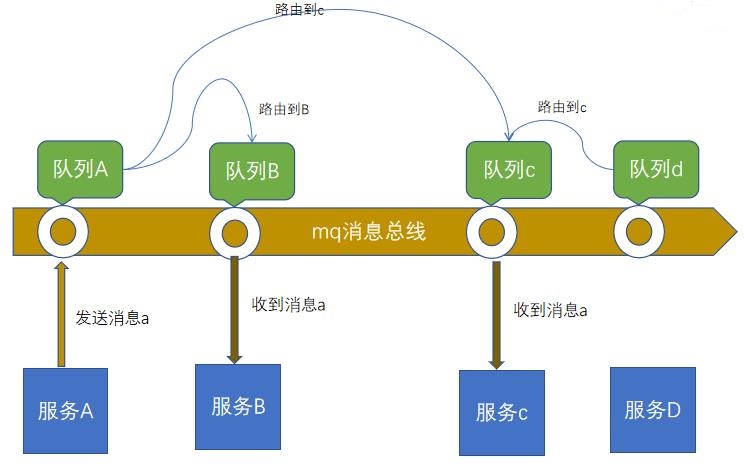 路由到c
路由到B
路由到c
队列A
队列B
队列c
队列d
mq消息总线
发送消息a
收到消息a
收到消息a
服务A
服务B
服务c
服务D